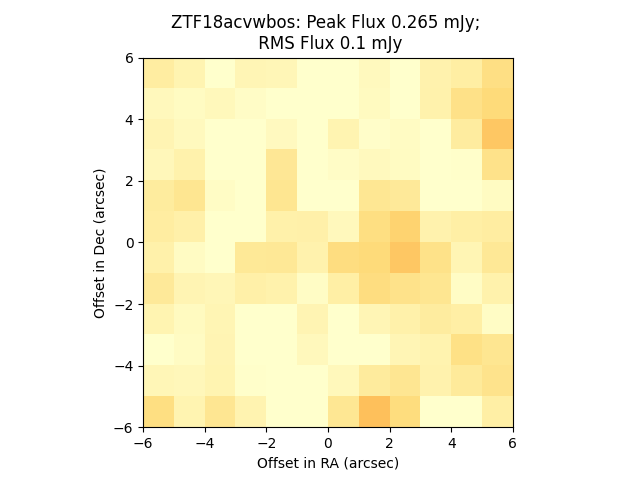 ZTF18acvwbos: Peak Flux 0.265 mJy;
RMS Flux 0.1 mJy
6
4
2
0
−2
−4
−6
Offset in Dec (arcsec)
−6 −4 −2 0 2 4 6
Offset in RA (arcsec)